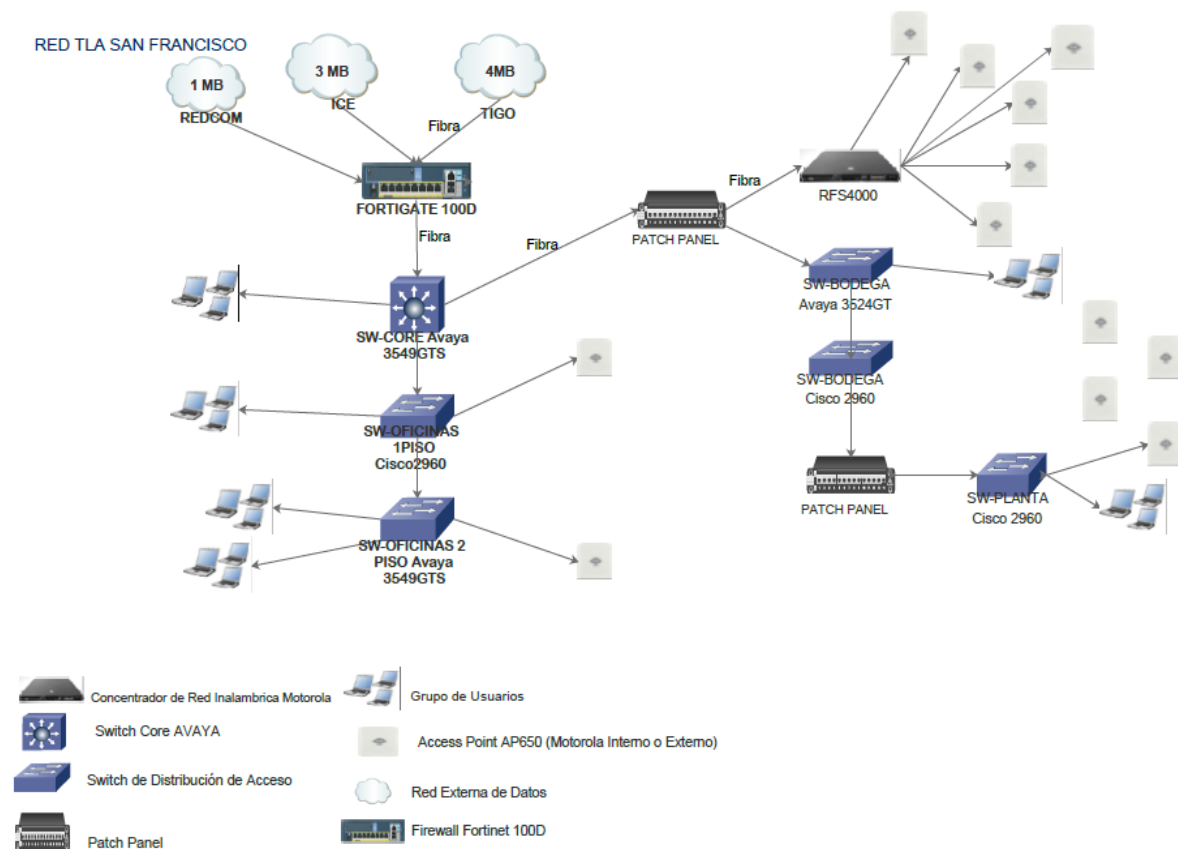 RED TLA SAN FRANCISCO
1 MB
REDCOM
3 MB
ICE
4MB
TIGO
Fibra
FORTIGATE 100D
Fibra
Fibra
PATCH PANEL
Fibra
RFS4000
SW-CORE Avaya
3549GTS
SW-BODEGA
Avaya 3524GT
SW-BODEGA
Cisco 2960
SW-OFICINAS
1PISO
Cisco2960
PATCH PANEL
SW-PLANTA
Cisco 2960
SW-OFICINAS 2
PISO Avaya
3549GTS
Concentrador de Red Inalambrica Motorola
Grupo de Usuarios
Switch Core AVAYA
Access Point AP650 (Motorola Interno o Externo)
Switch de Distribución de Acceso
Red Externa de Datos
Patch Panel
Firewall Fortinet 100D